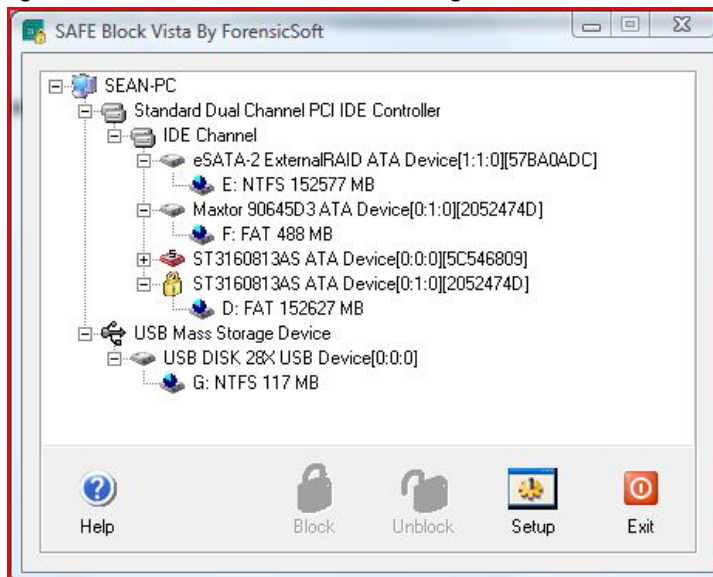 SAFE Block Vista By ForensicSoft
SEAN-PC
Standard Dual Channel PCI IDE Controller
IDE Channel
eSATA-2 ExternalRAID ATA Device[1:1:0][57BA0ADC]
E: NTFS 152577 MB
Maxtor 90645D3 ATA Device[0:1:0][2052474D]
F: FAT 488 MB
ST3160813AS ATA Device[0:0:0][5C546809]
ST3160813AS ATA Device[0:1:0][2052474D]
D: FAT 152627 MB
USB Mass Storage Device
USB DISK 28X USB Device[0:0:0]
G: NTFS 117 MB
Help
Block
Unblock
Setup
Exit